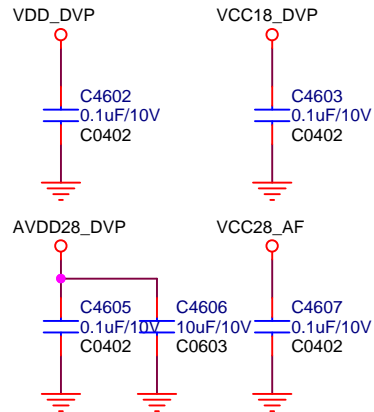 VDD_DVP
C4602
0.1uF/10V
C0402
VCC18_DVP
C4603
0.1uF/10V
C0402
AVDD28_DVP
C4605
0.1uF/10V
C0402
C4606
10uF/10V
C0603
VCC28_AF
C4607
0.1uF/10V
C0402